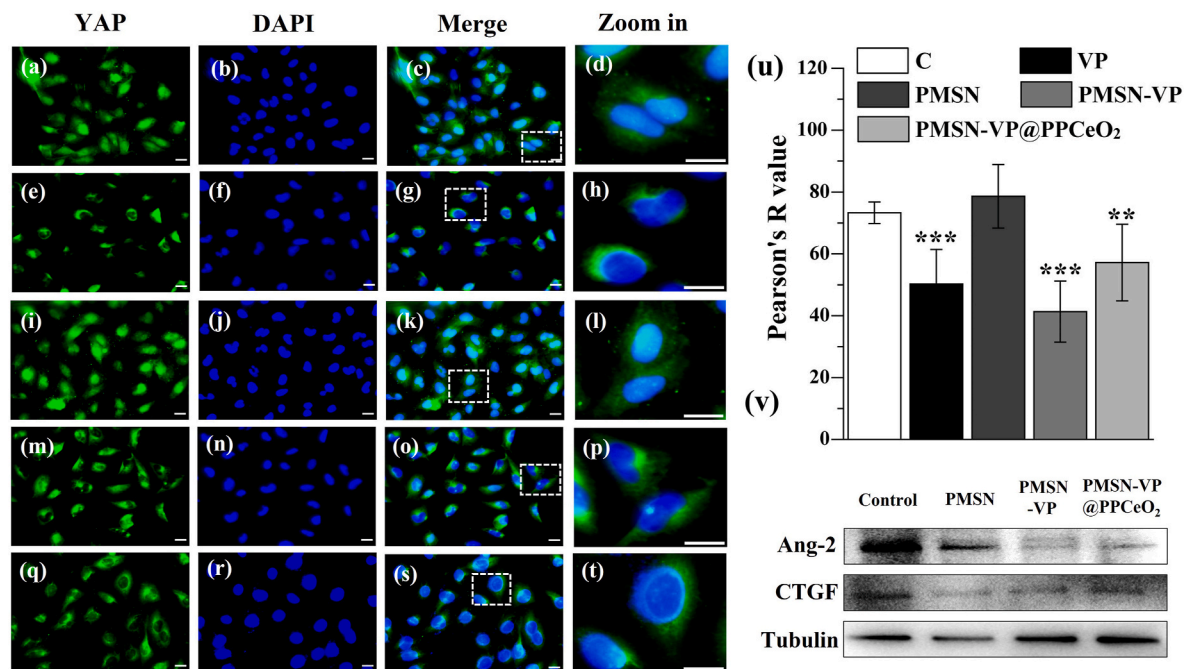 YAP DAPI Merge Zoom in
(a) (b) (c) (d)
(e) (f) (g) (h)
(i) (j) (k) (l)
(m) (n) (o) (p)
(q) (r) (s) (t)
(u)
C VP
PMSN PMSN-VP
PMSN-VP@PPCeO₂
Pearson's R value
120
100
80
60
40
20
0
*** *** **
(v)
Control PMSN PMSN-VP PMSN-VP@PPCeO₂
Ang-2
CTGF
Tubulin